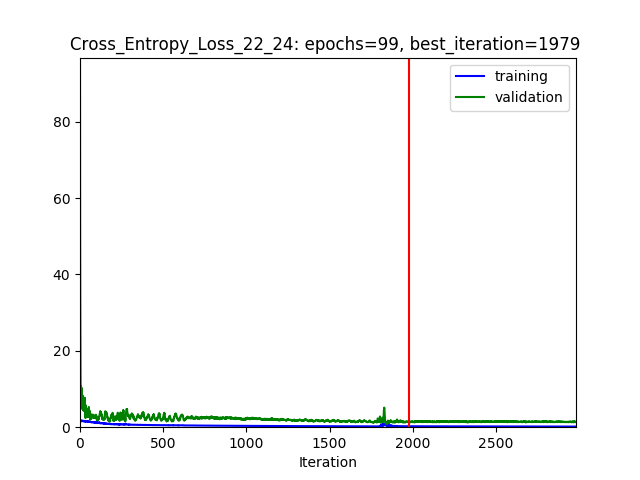 Cross_Entropy_Loss_22_24: epochs=99, best_iteration=1979
training
validation
80
60
40
20
0
0 500 1000 1500 2000 2500
Iteration